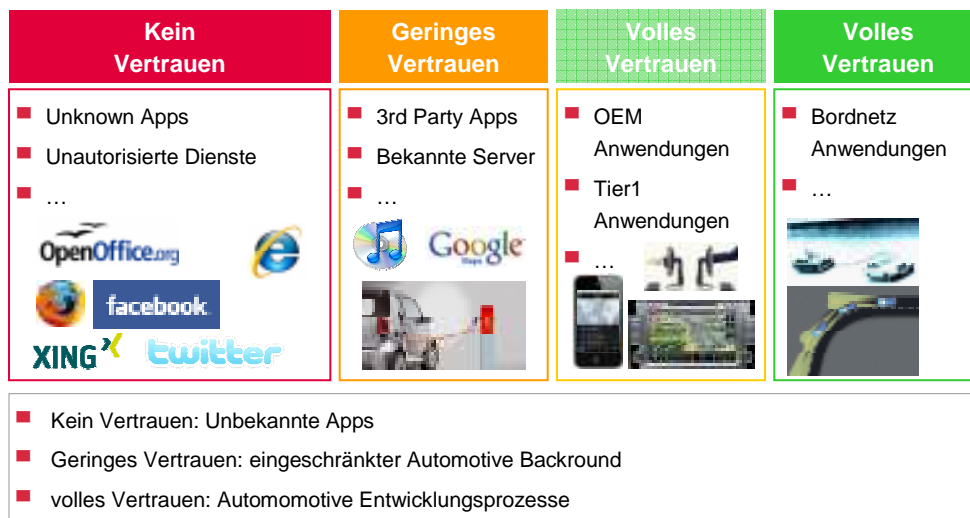 Kein
Vertrauen
Geringes
Vertrauen
Volles
Vertrauen
Volles
Vertrauen
Unknown Apps
Unautorisierte Dienste
…
OpenOffice.org
facebook
XING
twitter
3rd Party Apps
Bekannte Server
…
Google
Maps
OEM
Anwendungen
Tier1
Anwendungen
…
Bordnetz
Anwendungen
…
Kein Vertrauen: Unbekannte Apps
Geringes Vertrauen: eingeschränkter Automotive Backround
volles Vertrauen: Automomotive Entwicklungsprozesse